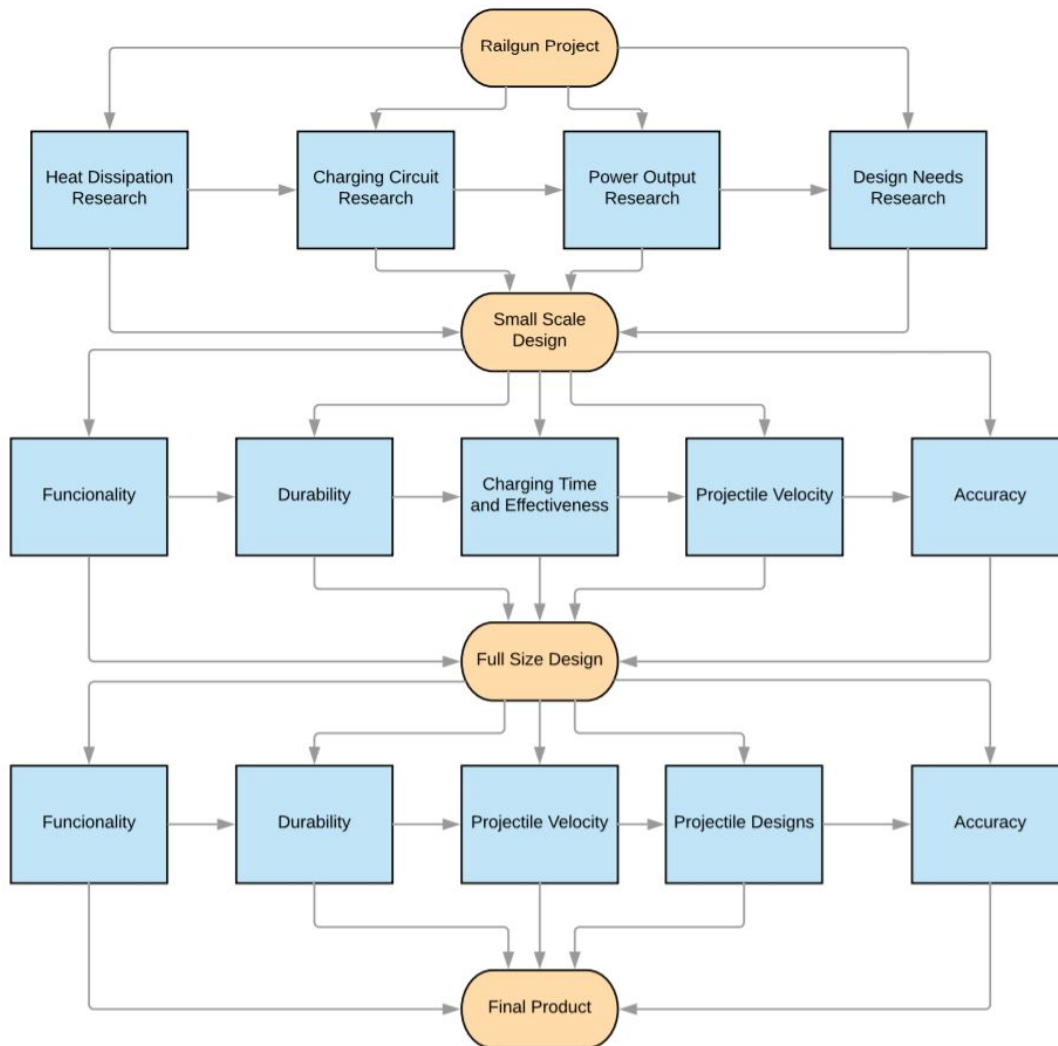 Railgun Project
Heat Dissipation
Research
Charging Circuit
Research
Power Output
Research
Design Needs
Research
Small Scale
Design
Funcionality
Durability
Charging Time
and Effectiveness
Projectile Velocity
Accuracy
Full Size Design
Funcionality
Durability
Projectile Velocity
Projectile Designs
Accuracy
Final Product